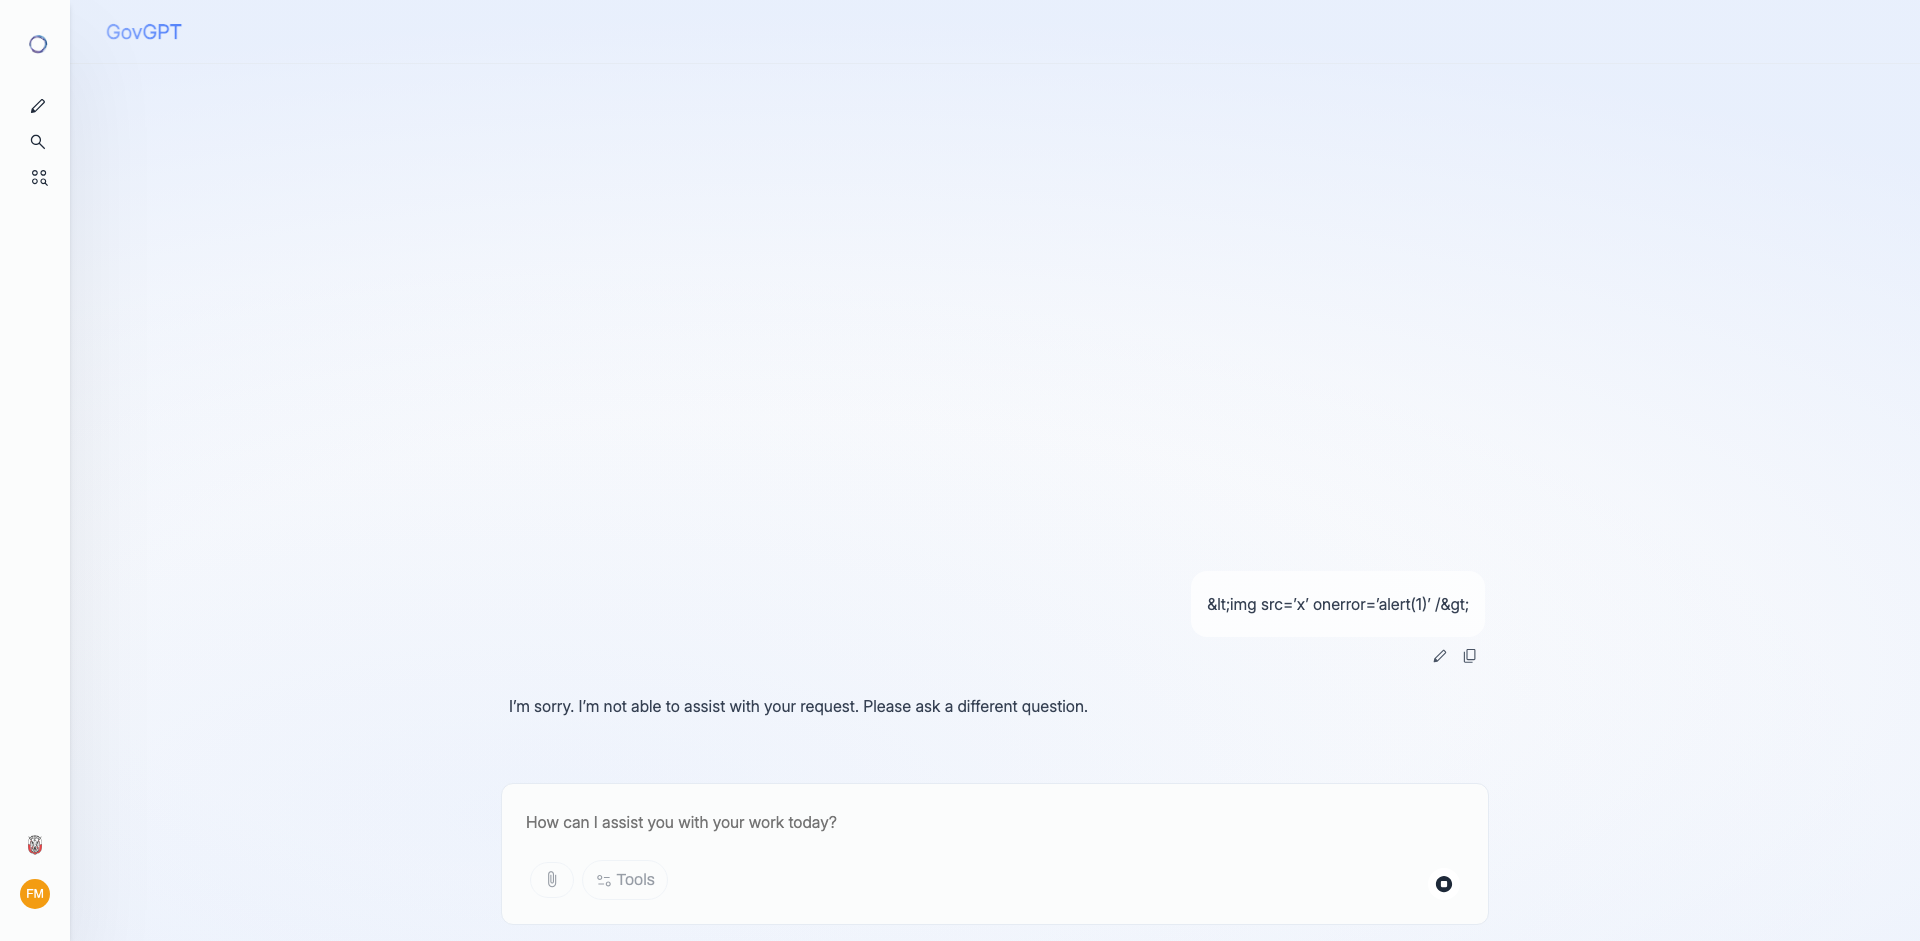 GovGPT
&lt;img src=’x’ onerror=’alert(1)’ /&gt;
I’m sorry. I’m not able to assist with your request. Please ask a different question.
How can I assist you with your work today?
Tools
FM